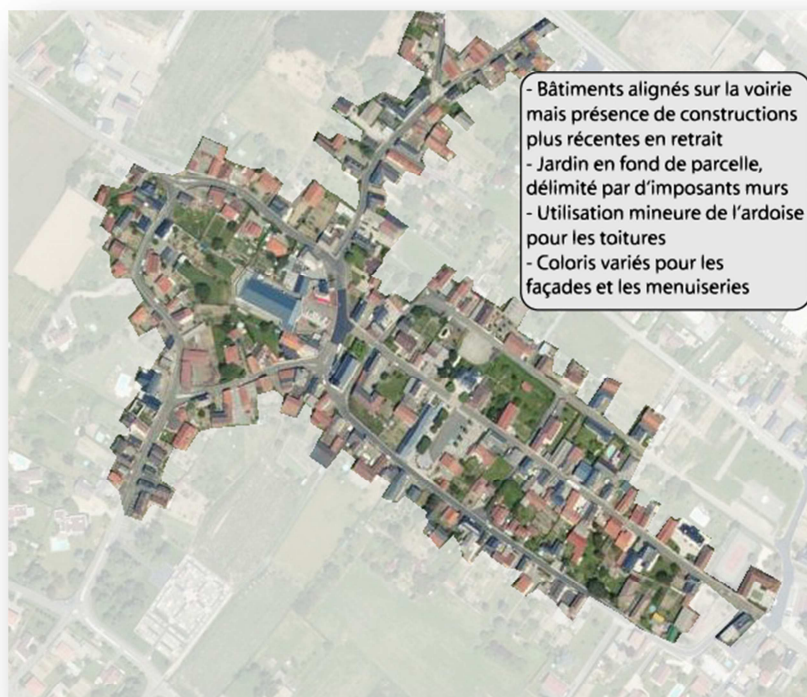 - Bâtiments alignés sur la voirie
mais présence de constructions
plus récentes en retrait
- Jardin en fond de parcelle,
délimité par d'imposants murs
- Utilisation mineure de l'ardoise
pour les toitures
- Coloris variés pour les
façades et les menuiseries